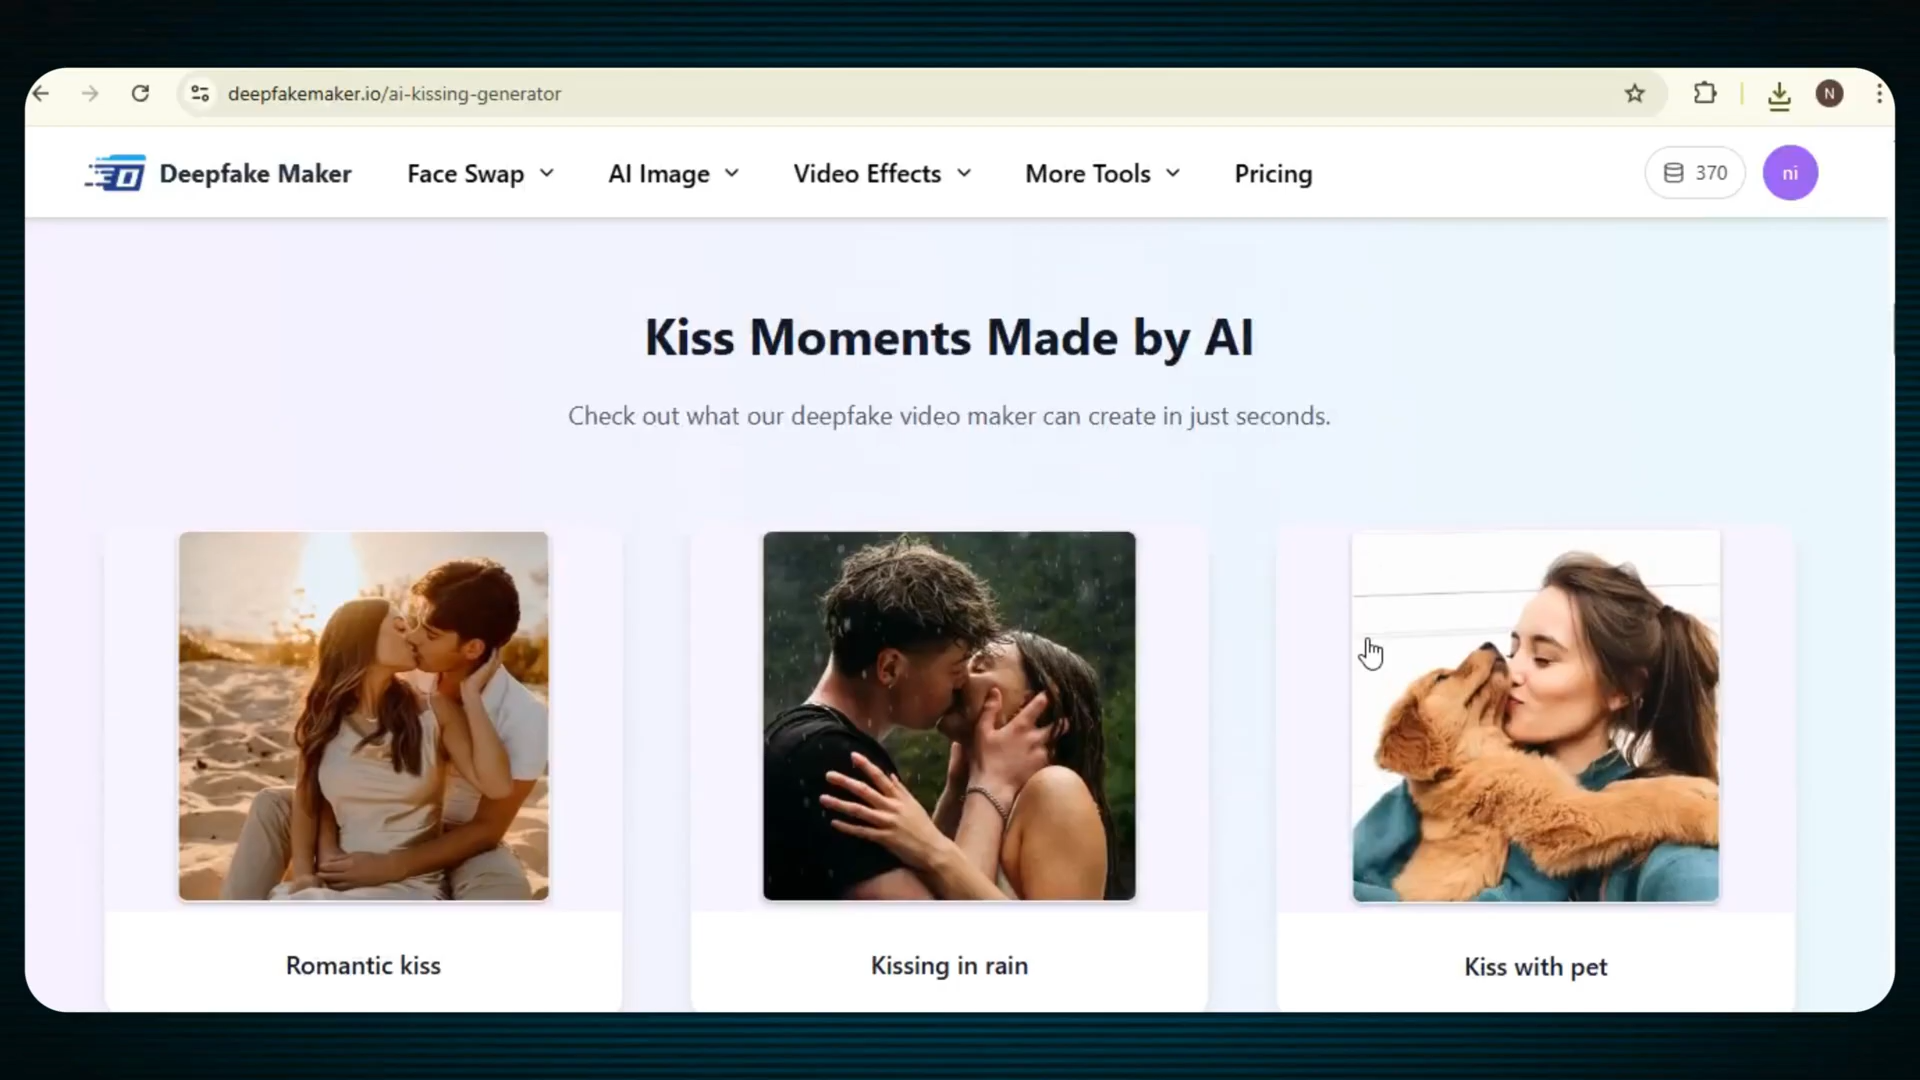 deepfakemaker.io/ai-kissing-generator
N
Deepfake Maker
Face Swap
AI Image
Video Effects
More Tools
Pricing
370
ni
Kiss Moments Made by AI
Check out what our deepfake video maker can create in just seconds.
Romantic kiss
Kissing in rain
Kiss with pet